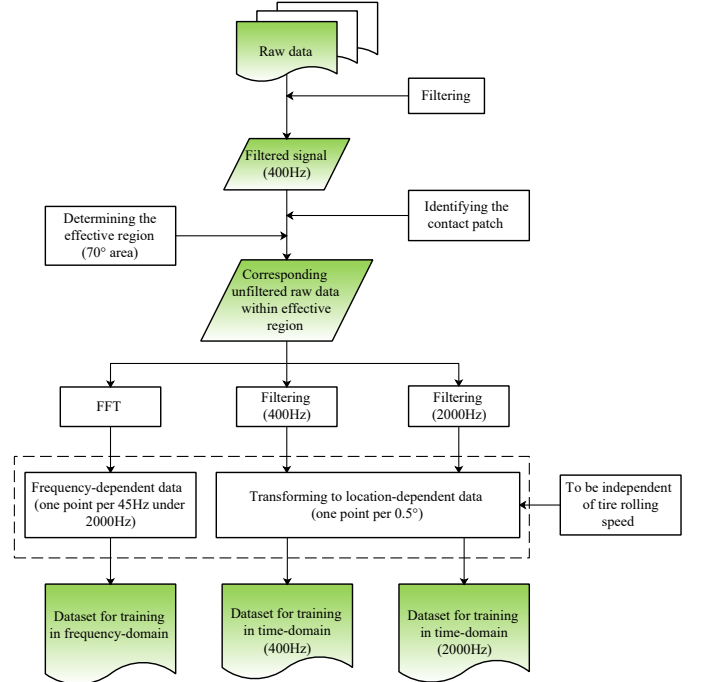 Raw data
Filtering
Filtered signal
(400Hz)
Identifying the
contact patch
Determining the
effective region
(70° area)
Corresponding
unfiltered raw data
within effective
region
FFT
Filtering
(400Hz)
Filtering
(2000Hz)
Frequency-dependent data
(one point per 45Hz under
2000Hz)
Transforming to location-dependent data
(one point per 0.5°)
To be independent
of tire rolling
speed
Dataset for training
in frequency-domain
Dataset for training
in time-domain
(400Hz)
Dataset for training
in time-domain
(2000Hz)